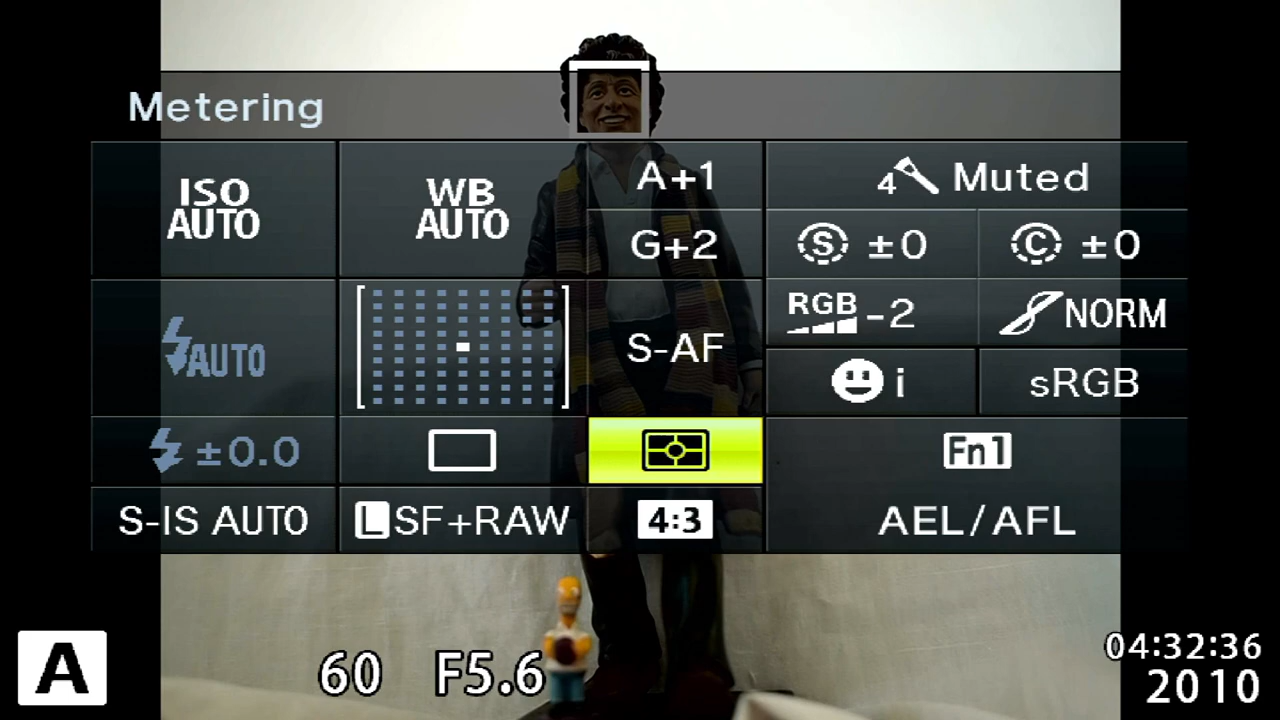 Metering
ISO AUTO
WB AUTO
A+1
G+2
4 Muted
S ±0
C ±0
AUTO
S-AF
RGB -2
NORM
i
sRGB
±0.0
Fn1
AEL/AFL
S-IS AUTO
L SF+RAW
4:3
A
60 F5.6
04:32:36
2010